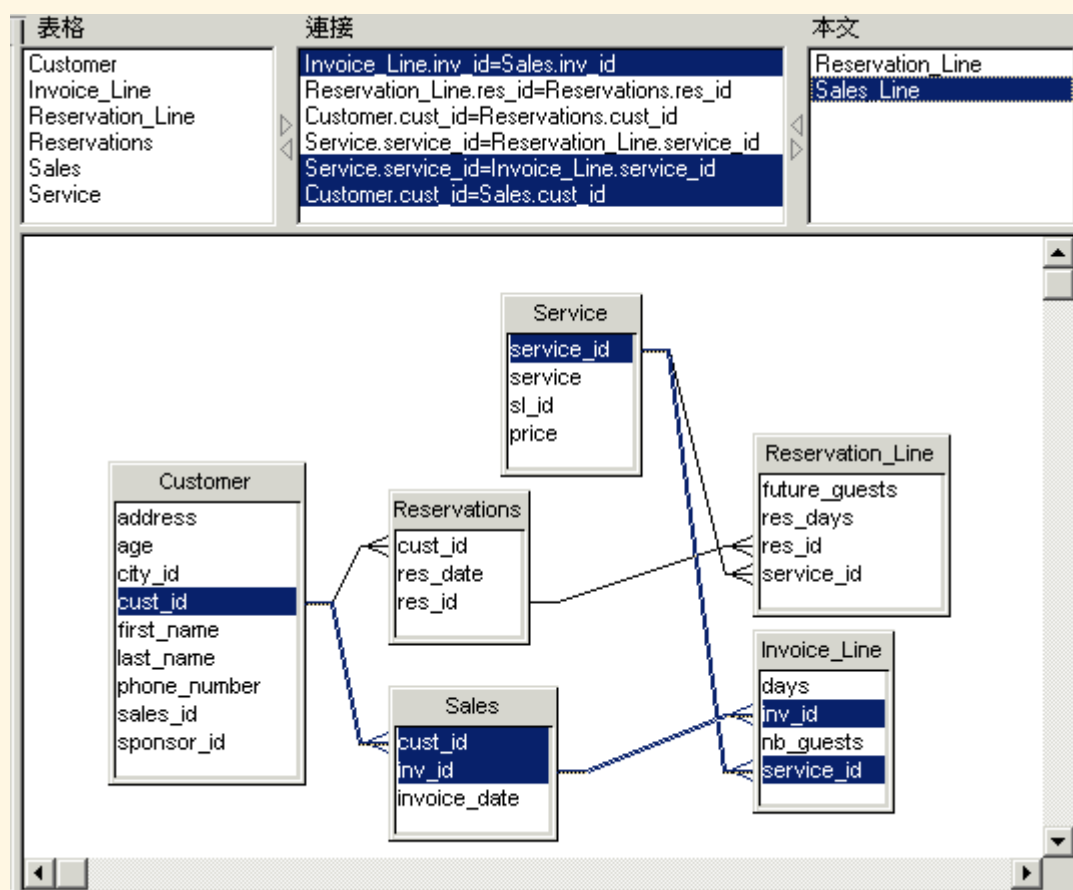 表格
Customer
Invoice_Line
Reservation_Line
Reservations
Sales
Service
連接
Invoice_Line.inv_id=Sales.inv_id
Reservation_Line.res_id=Reservations.res_id
Customer.cust_id=Reservations.cust_id
Service.service_id=Reservation_Line.service_id
Service.service_id=Invoice_Line.service_id
Customer.cust_id=Sales.cust_id
本文
Reservation_Line
Sales_Line
Service
service_id
service
sl_id
price
Customer
address
age
city_id
cust_id
first_name
last_name
phone_number
sales_id
sponsor_id
Reservations
cust_id
res_date
res_id
Reservation_Line
future_guests
res_days
res_id
service_id
Sales
cust_id
inv_id
invoice_date
Invoice_Line
days
inv_id
nb_guests
service_id